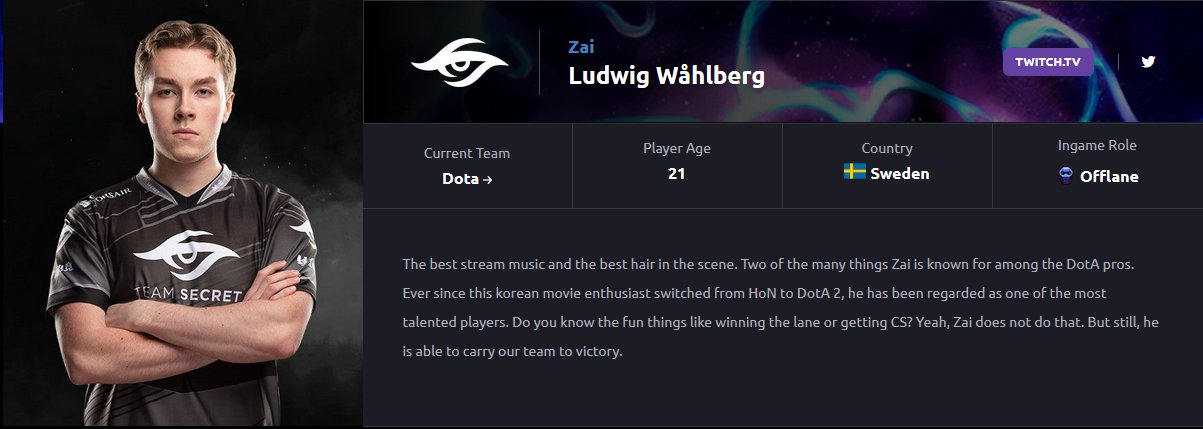 Zai
Ludwig Wåhlberg
TWITCH.TV
Current Team
Dota →
Player Age
21
Country
Sweden
Ingame Role
Offlane
The best stream music and the best hair in the scene. Two of the many things Zai is known for among the DotA pros.
Ever since this korean movie enthusiast switched from HoN to DotA 2, he has been regarded as one of the most
talented players. Do you know the fun things like winning the lane or getting CS? Yeah, Zai does not do that. But still, he
is able to carry our team to victory.
CORSAIR
TEAM SECRET